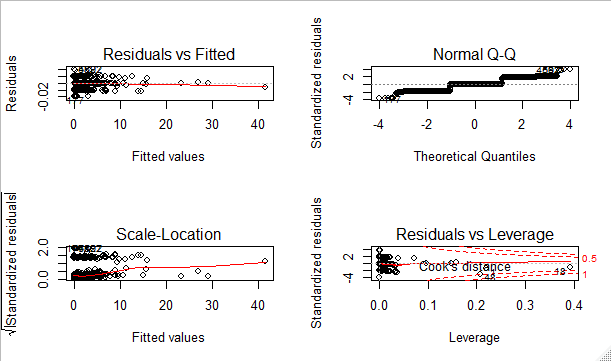 Residuals vs Fitted
Residuals
-0.02
0 10 20 30 40
Fitted values
Normal Q-Q
Standardized residuals
-4 2
-4 -2 0 2 4
Theoretical Quantiles
Scale-Location
√|Standardized residuals|
0.0 2.0
0 10 20 30 40
Fitted values
Residuals vs Leverage
Standardized residuals
-4 2
Cook's distance
0.5
1
0.0 0.1 0.2 0.3 0.4
Leverage